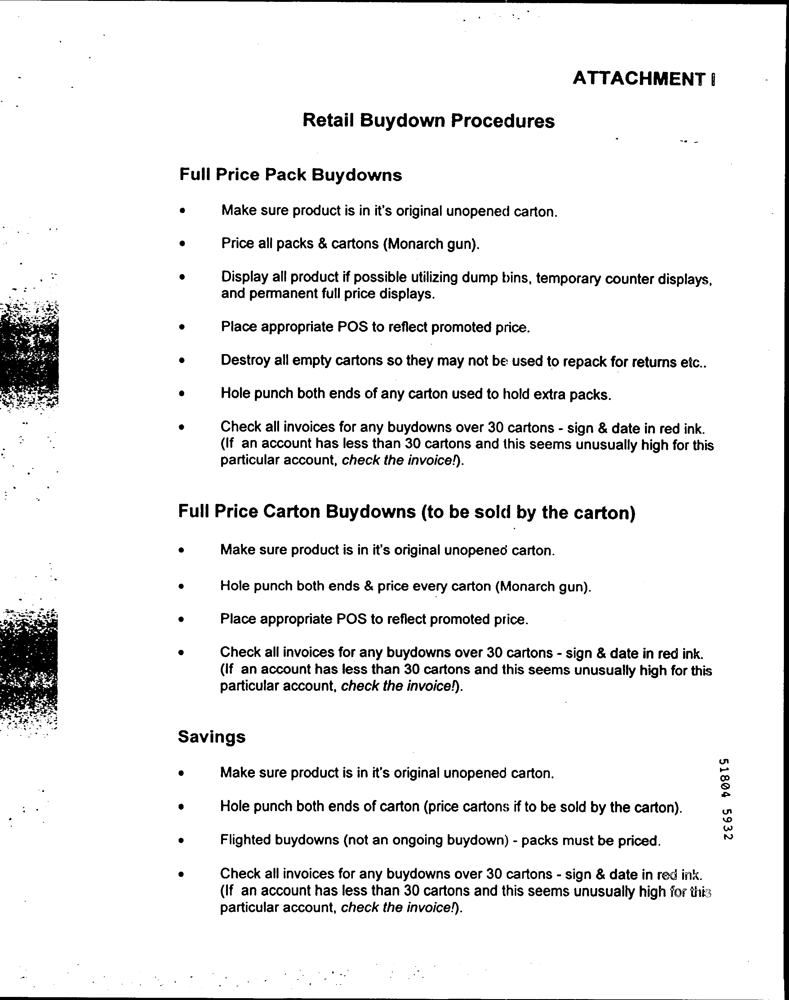 ATTACHMENT I
Retail Buydown Procedures
Full Price Pack Buydowns
• Make sure product is in it's original unopened carton.
• Price all packs & cartons (Monarch gun).
• Display all product if possible utilizing dump bins, temporary counter displays,
and permanent full price displays.
• Place appropriate POS to reflect promoted price.
• Destroy all empty cartons so they may not be used to repack for returns etc..
• Hole punch both ends of any carton used to hold extra packs.
• Check all invoices for any buydowns over 30 cartons - sign & date in red ink.
(If an account has less than 30 cartons and this seems unusually high for this
particular account, check the invoice!).
Full Price Carton Buydowns (to be sold by the carton)
• Make sure product is in it's original unopened carton.
• Hole punch both ends & price every carton (Monarch gun).
• Place appropriate POS to reflect promoted price.
• Check all invoices for any buydowns over 30 cartons - sign & date in red ink.
(If an account has less than 30 cartons and this seems unusually high for this
particular account, check the invoice!).
Savings
• Make sure product is in it's original unopened carton.
• Hole punch both ends of carton (price cartons if to be sold by the carton).
• Flighted buydowns (not an ongoing buydown) - packs must be priced.
• Check all invoices for any buydowns over 30 cartons - sign & date in red ink.
(If an account has less than 30 cartons and this seems unusually high for this
particular account, check the invoice!).
51804 5932